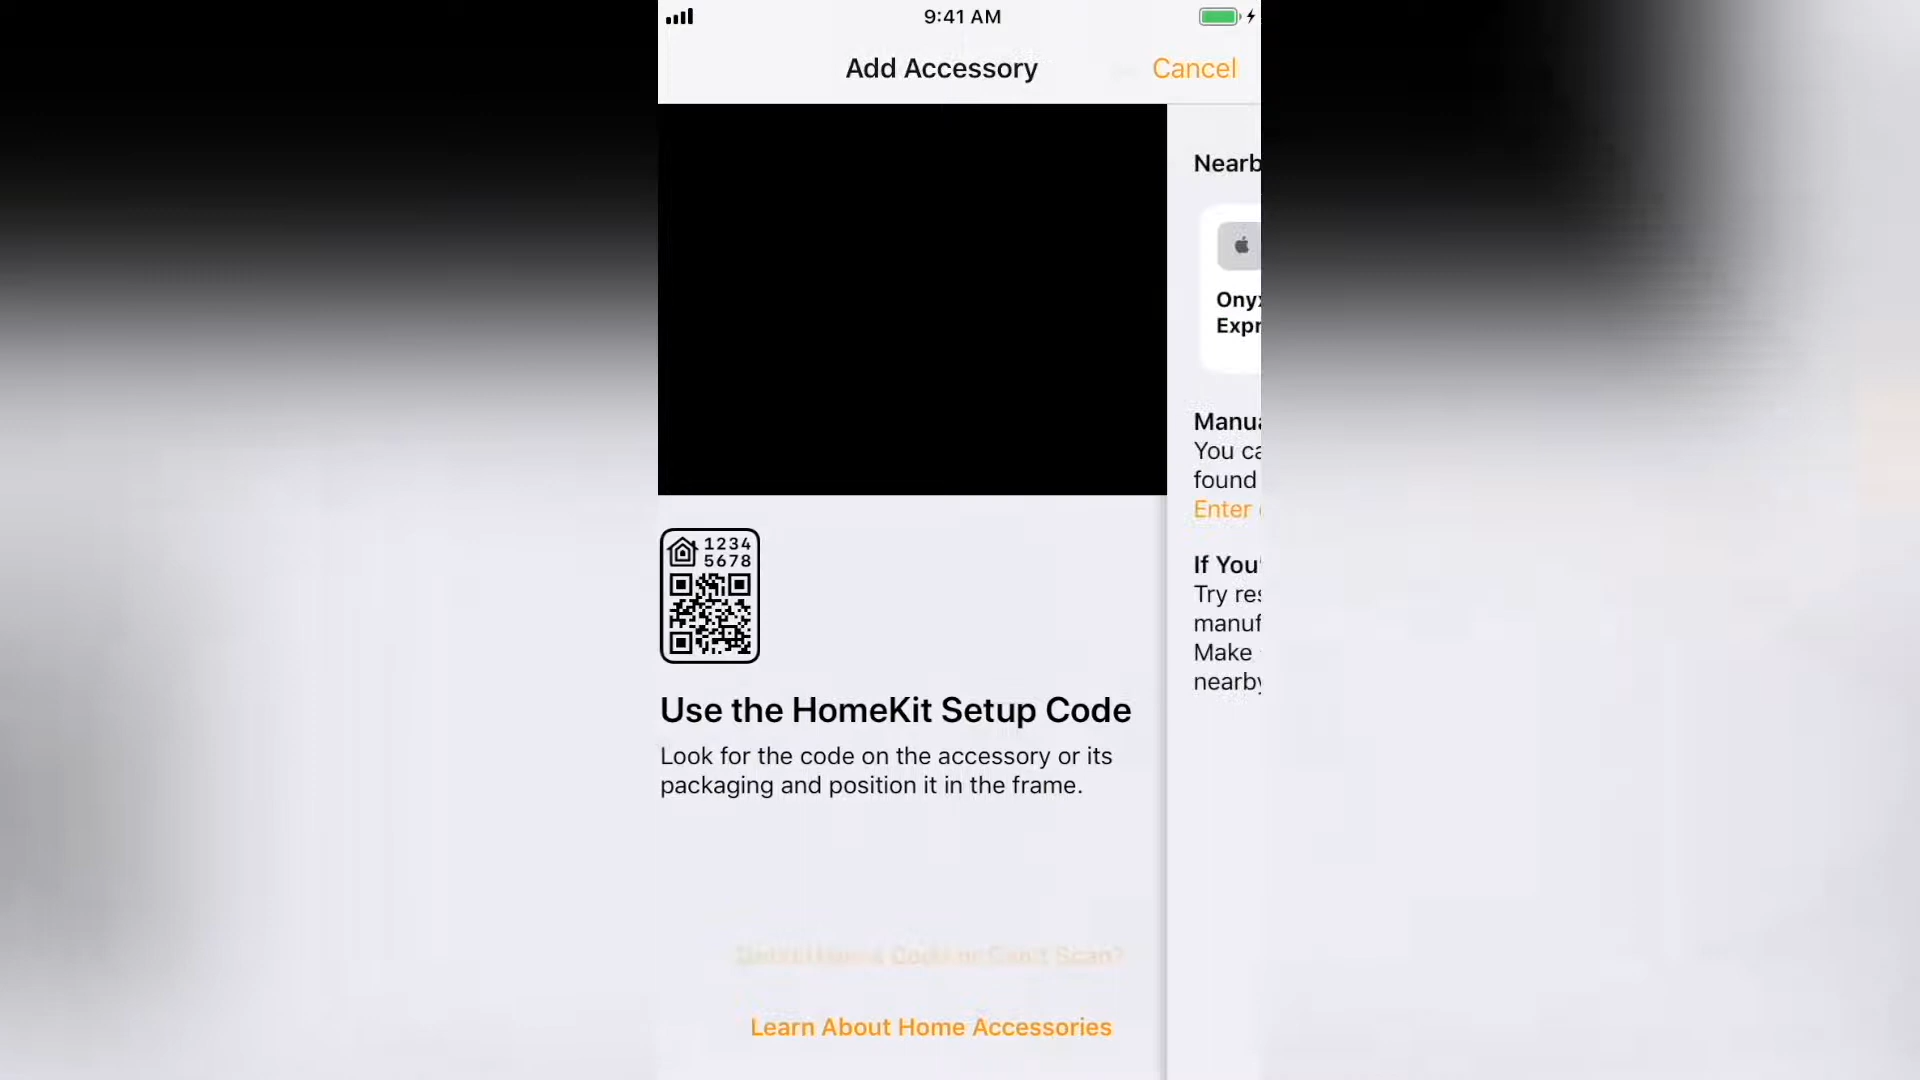 9:41 AM
Add Accessory
Cancel
1234
5678
Use the HomeKit Setup Code
Look for the code on the accessory or its
packaging and position it in the frame.
Learn About Home Accessories
Nearb
Ony
Expr
Manua
You ca
found
Enter
If You'
Try res
manuf
Make
nearby